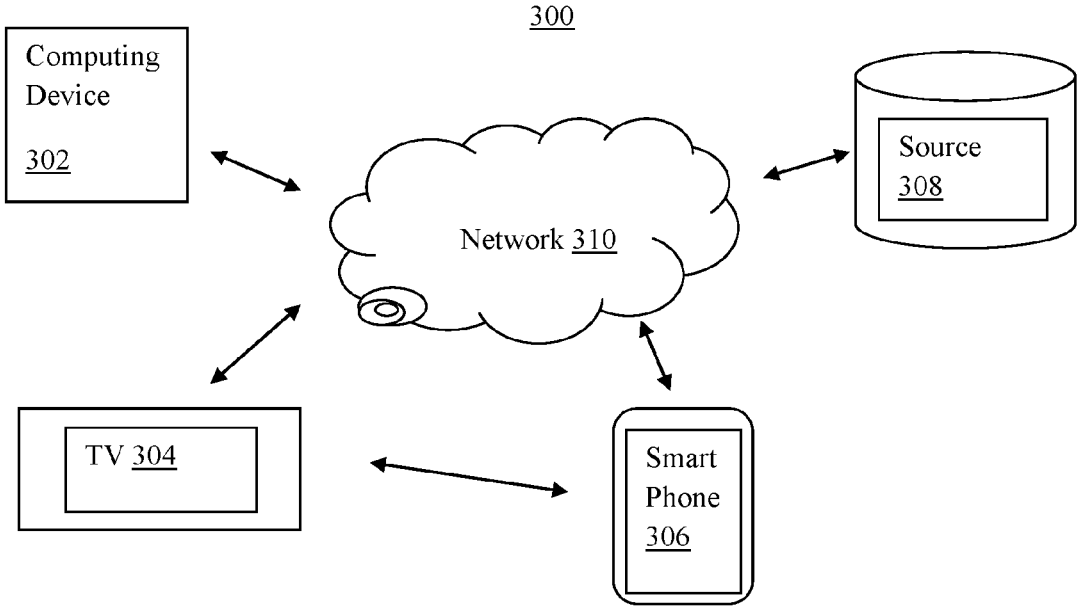 300
Computing
Device
302
Source
308
Network 310
TV 304
Smart
Phone
306